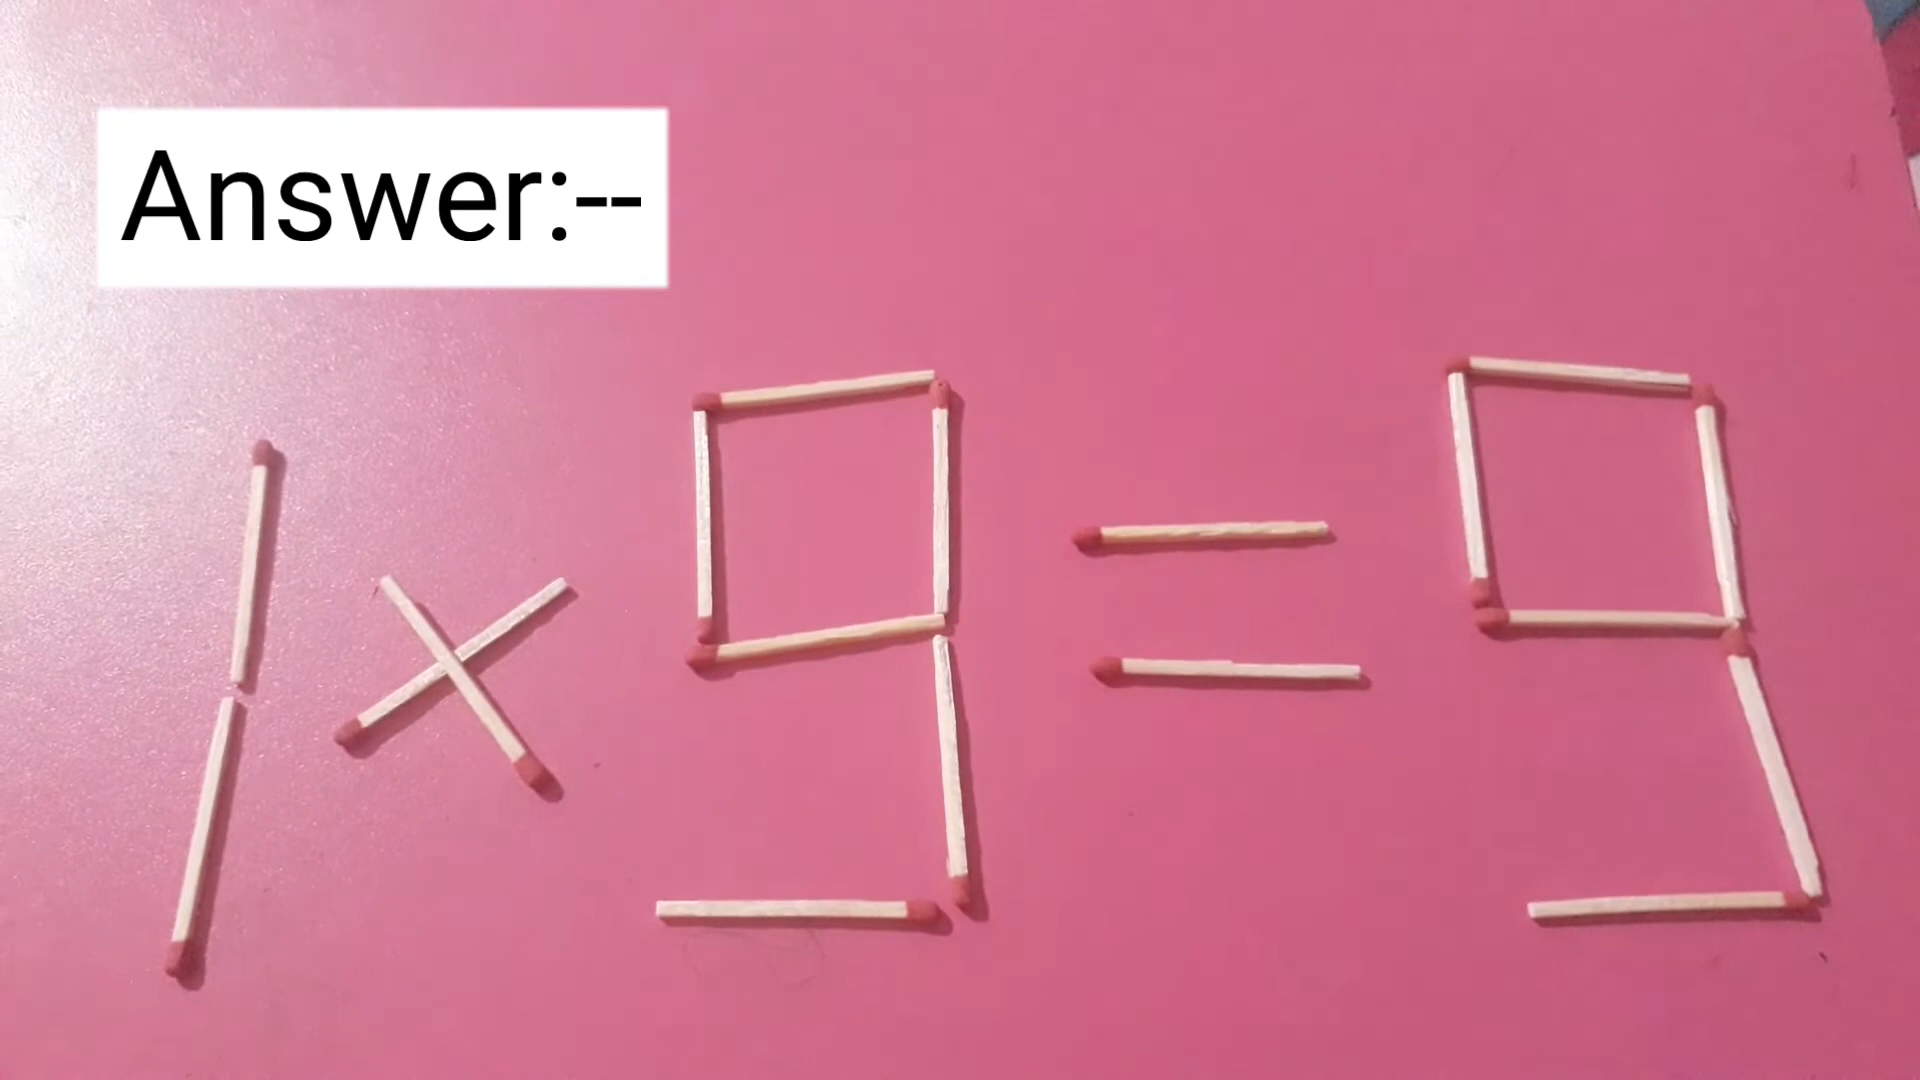 Answer:--
1 × 9 = 9